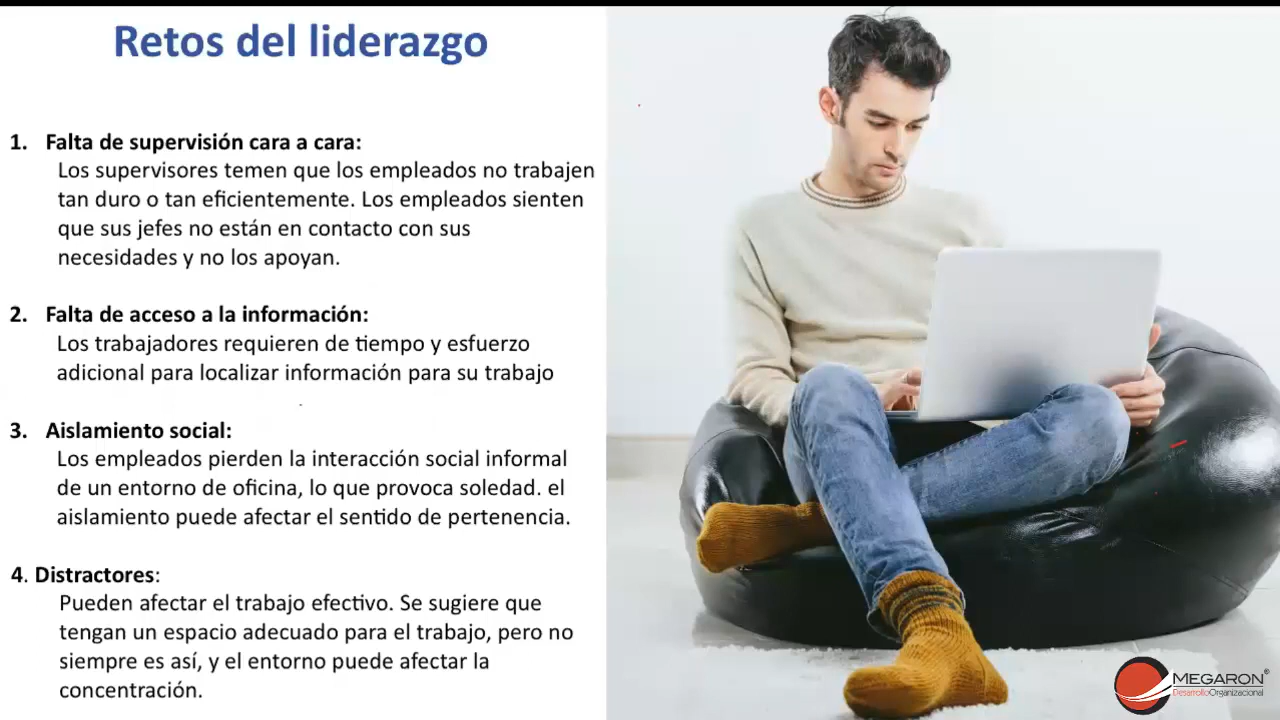 Retos del liderazgo
1. Falta de supervisión cara a cara:
Los supervisores temen que los empleados no trabajen
tan duro o tan eficientemente. Los empleados sienten
que sus jefes no están en contacto con sus
necesidades y no los apoyan.
2. Falta de acceso a la información:
Los trabajadores requieren de tiempo y esfuerzo
adicional para localizar información para su trabajo
3. Aislamiento social:
Los empleados pierden la interacción social informal
de un entorno de oficina, lo que provoca soledad. el
aislamiento puede afectar el sentido de pertenencia.
4. Distractores:
Pueden afectar el trabajo efectivo. Se sugiere que
tengan un espacio adecuado para el trabajo, pero no
siempre es así, y el entorno puede afectar la
concentración.
MEGARON®
DesarrolloOrganizacional